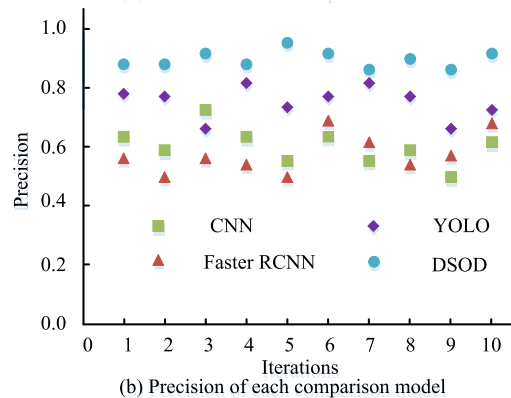 1.0
0.8
0.6
0.4
0.2
0.0
Precision
CNN
YOLO
Faster RCNN
DSOD
0 1 2 3 4 5 6 7 8 9 10
Iterations
(b) Precision of each comparison model